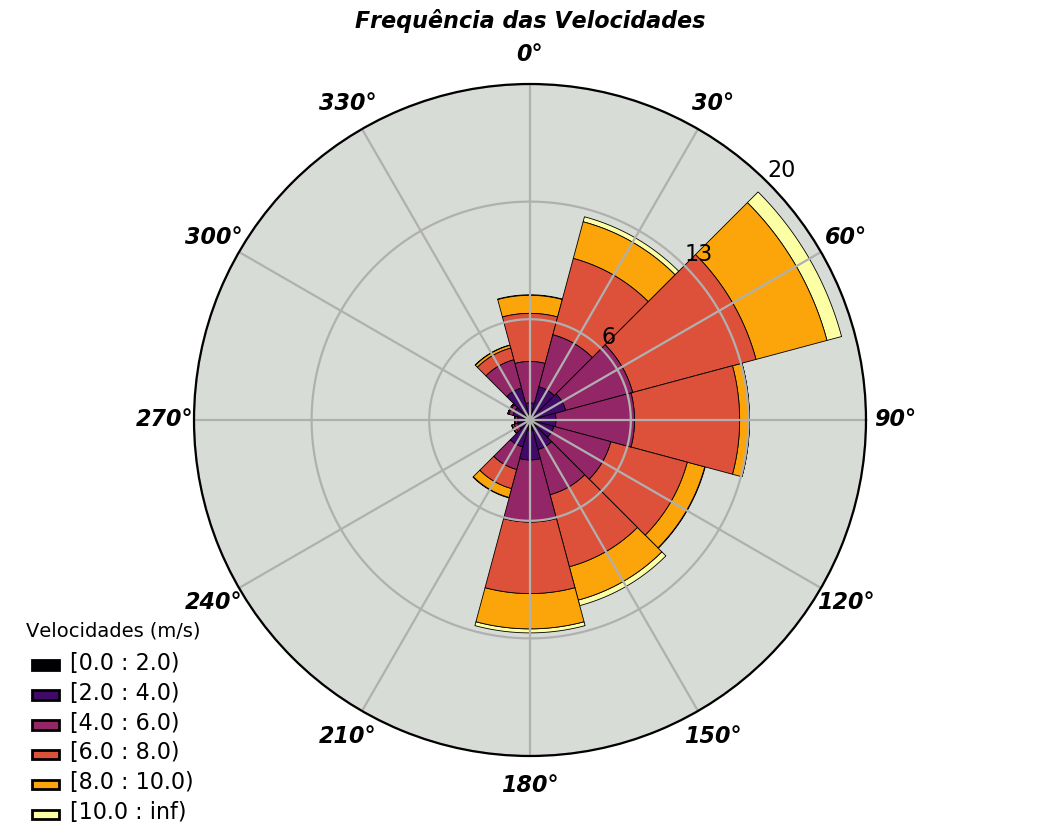 Frequência das Velocidades
0°
330°
30°
20
300°
60°
13
6
270°
90°
240°
120°
210°
150°
180°
Velocidades (m/s)
[0.0 : 2.0)
[2.0 : 4.0)
[4.0 : 6.0)
[6.0 : 8.0)
[8.0 : 10.0)
[10.0 : inf)